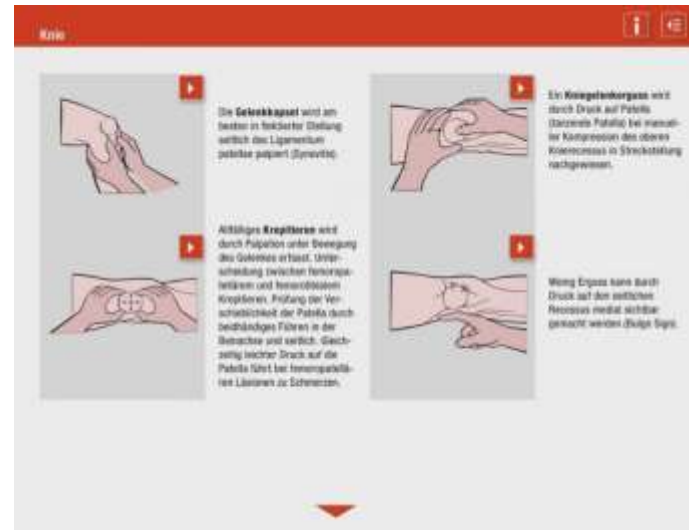 Knie
Die Gelenkkapsel wird am
besten in flektierter Stellung
seitlich des Ligamentum
patellae palpiert (Synovitis).
Allfälliges Krepitieren wird
durch Palpation unter Bewegung
des Gelenkes erfasst. Unter-
scheidung zwischen femoropa-
tellärem und femorotibialem
Krepitieren. Prüfung der Ver-
schieblichkeit der Patella durch
beidhändiges Führen in der
Beinachse und seitlich. Gleich-
zeitig leichter Druck auf die
Patella führt bei femoropatellä-
ren Läsionen zu Schmerzen.
Ein Kniegelenkerguss wird
durch Druck auf Patella
(tanzende Patella) bei manuel-
ler Kompression des oberen
Knierecessus in Streckstellung
nachgewiesen.
Wenig Erguss kann durch
Druck auf den seitlichen
Recessus medial sichtbar
gemacht werden (Bulge Sign).